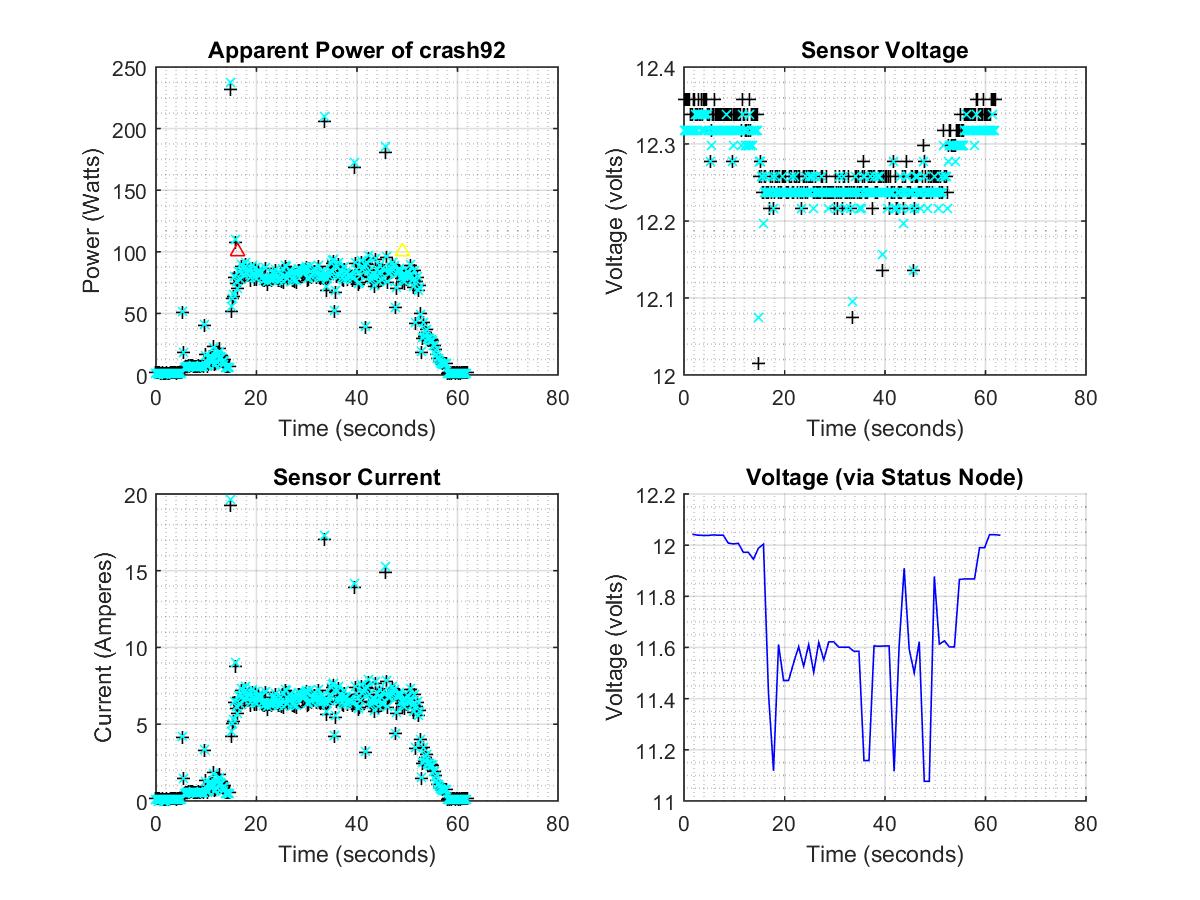 Apparent Power of crash92
250
200
150
100
50
0
Power (Watts)
0 20 40 60 80
Time (seconds)
Sensor Voltage
12.4
12.3
12.2
12.1
12
Voltage (volts)
0 20 40 60 80
Time (seconds)
Sensor Current
20
15
10
5
0
Current (Amperes)
0 20 40 60 80
Time (seconds)
Voltage (via Status Node)
12.2
12
11.8
11.6
11.4
11.2
11
Voltage (volts)
0 20 40 60 80
Time (seconds)